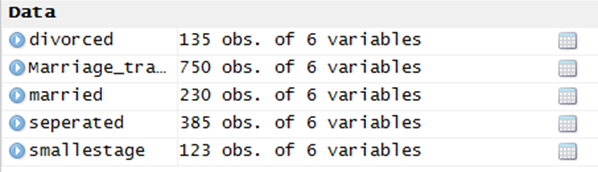 Data
divorced 135 obs. of 6 variables
Marriage_tra… 750 obs. of 6 variables
married 230 obs. of 6 variables
seperated 385 obs. of 6 variables
smallestage 123 obs. of 6 variables